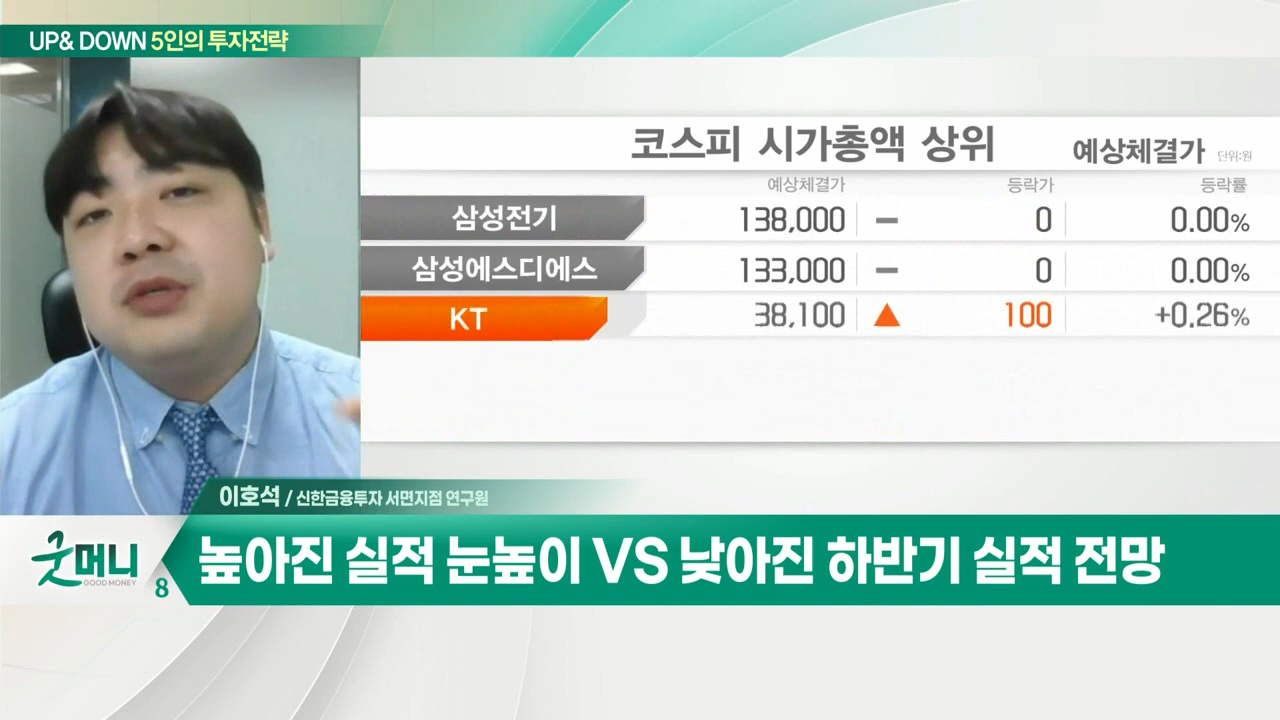 UP& DOWN 5인의 투자전략
코스피 시가총액 상위 예상체결가 단위:원
예상체결가 등락가 등락률
삼성전기 138,000 0 0.00%
삼성에스디에스 133,000 0 0.00%
KT 38,100 ▲ 100 +0.26%
이호석 / 신한금융투자 서면지점 연구원
굿머니 GOOD MONEY 8
높아진 실적 눈높이 VS 낮아진 하반기 실적 전망